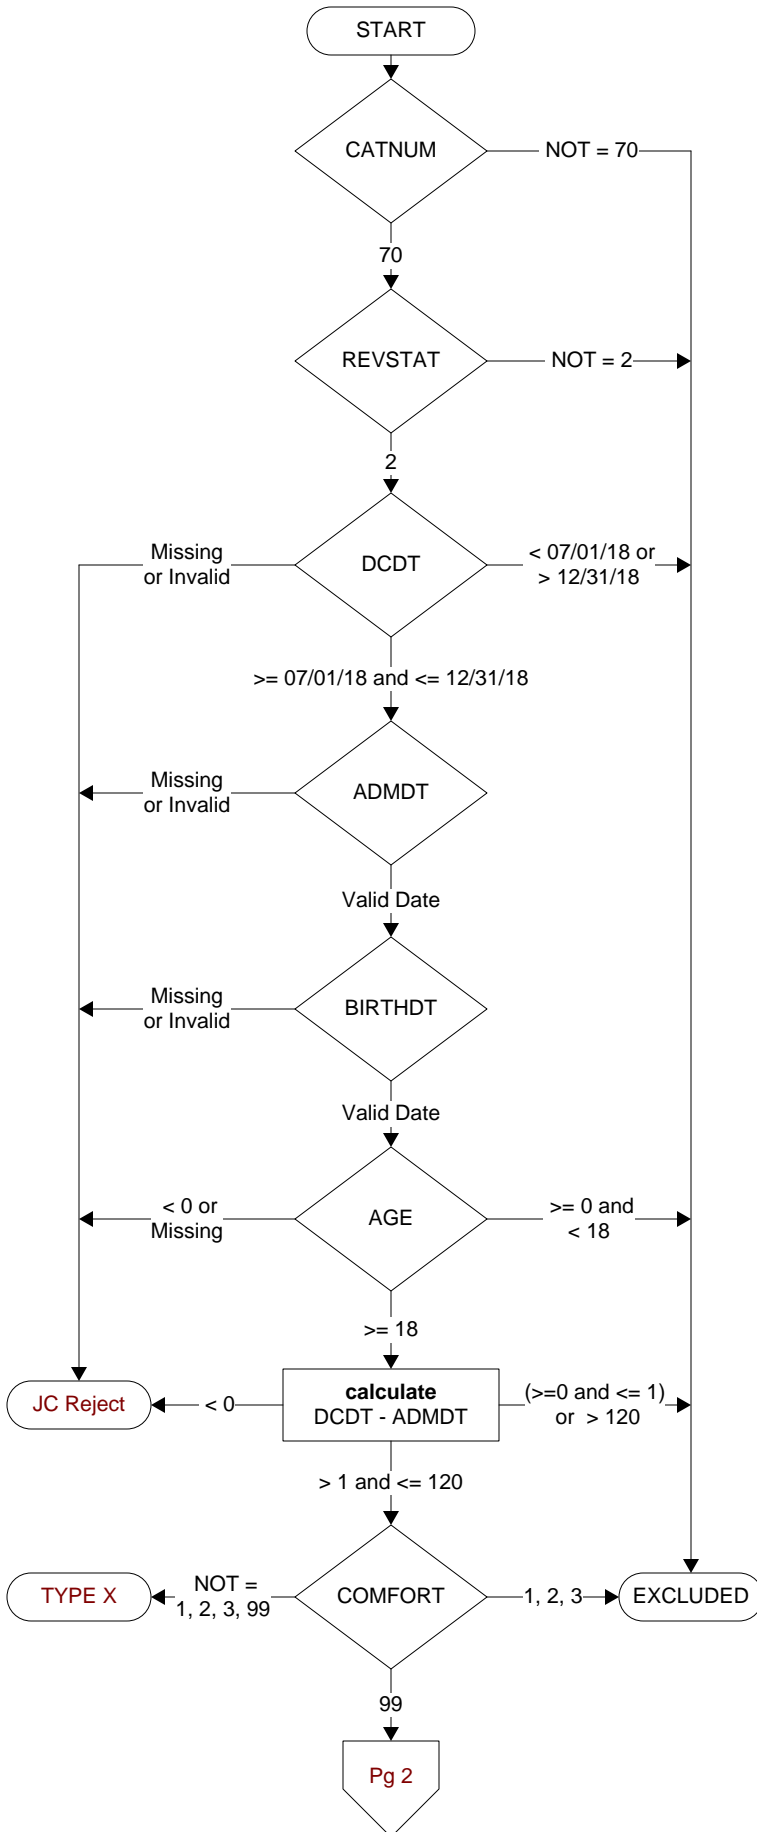 START
CATNUM
NOT = 70
70
REVSTAT
NOT = 2
2
Missing
or Invalid
DCDT
< 07/01/18 or
> 12/31/18
>= 07/01/18 and <= 12/31/18
Missing
or Invalid
ADMDT
Valid Date
Missing
or Invalid
BIRTHDT
Valid Date
< 0 or
Missing
AGE
>= 0 and
< 18
>= 18
JC Reject
< 0
calculate
DCDT - ADMDT
(>=0 and <= 1)
or > 120
> 1 and <= 120
TYPE X
NOT =
1, 2, 3, 99
COMFORT
1, 2, 3
EXCLUDED
99
Pg 2